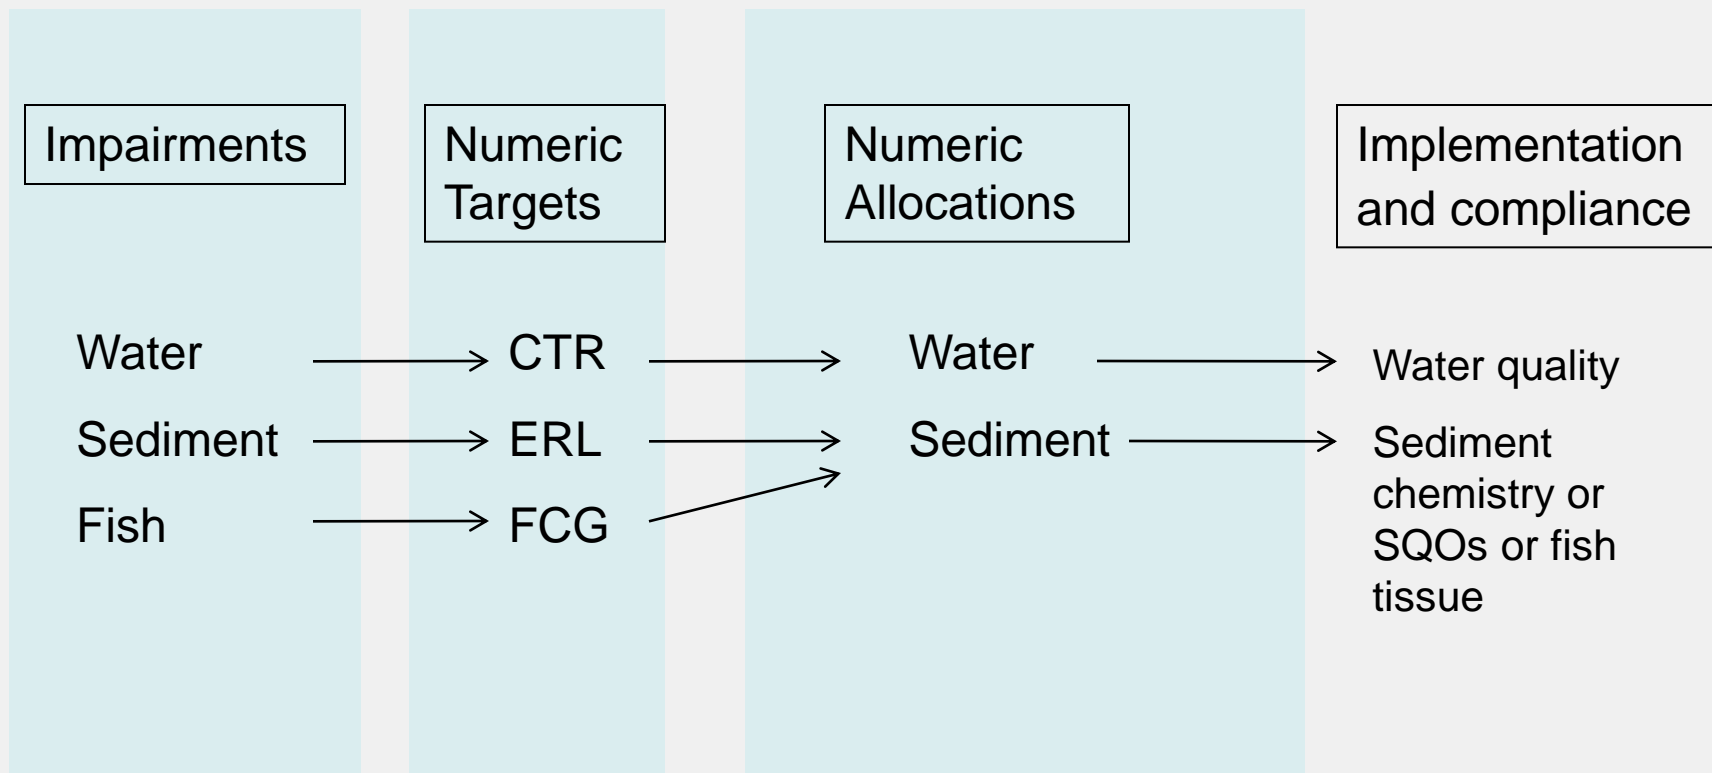 Impairments
Numeric
Targets
Numeric
Allocations
Implementation
and compliance
Water
CTR
Water
Water quality
Sediment
ERL
Sediment
Sediment
chemistry or
SQOs or fish
tissue
Fish
FCG